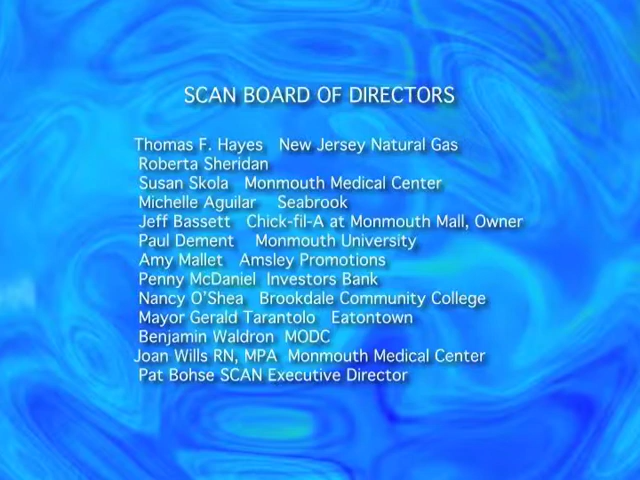 SCAN BOARD OF DIRECTORS
Thomas F. Hayes New Jersey Natural Gas
Roberta Sheridan
Susan Skola Monmouth Medical Center
Michelle Aguilar Seabrook
Jeff Bassett Chick-fil-A at Monmouth Mall, Owner
Paul Dement Monmouth University
Amy Mallet Amsley Promotions
Penny McDaniel Investors Bank
Nancy O'Shea Brookdale Community College
Mayor Gerald Tarantolo Eatontown
Benjamin Waldron MODC
Joan Wills RN, MPA Monmouth Medical Center
Pat Bohse SCAN Executive Director